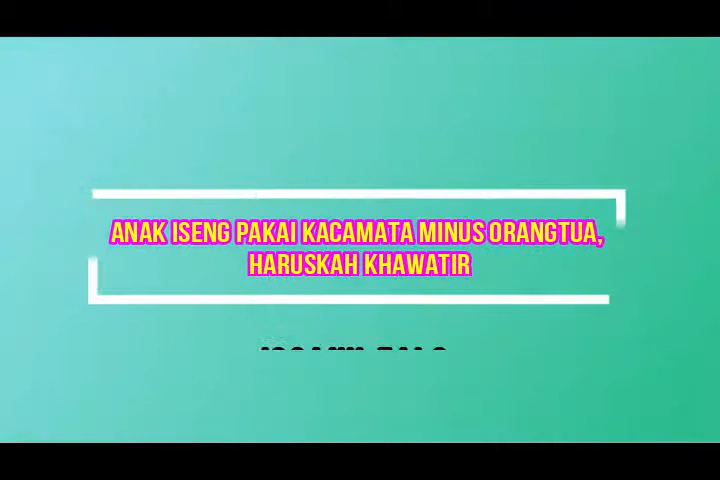 ANAK ISENG PAKAI KACAMATA MINUS ORANGTUA,
HARUSKAH KHAWATIR